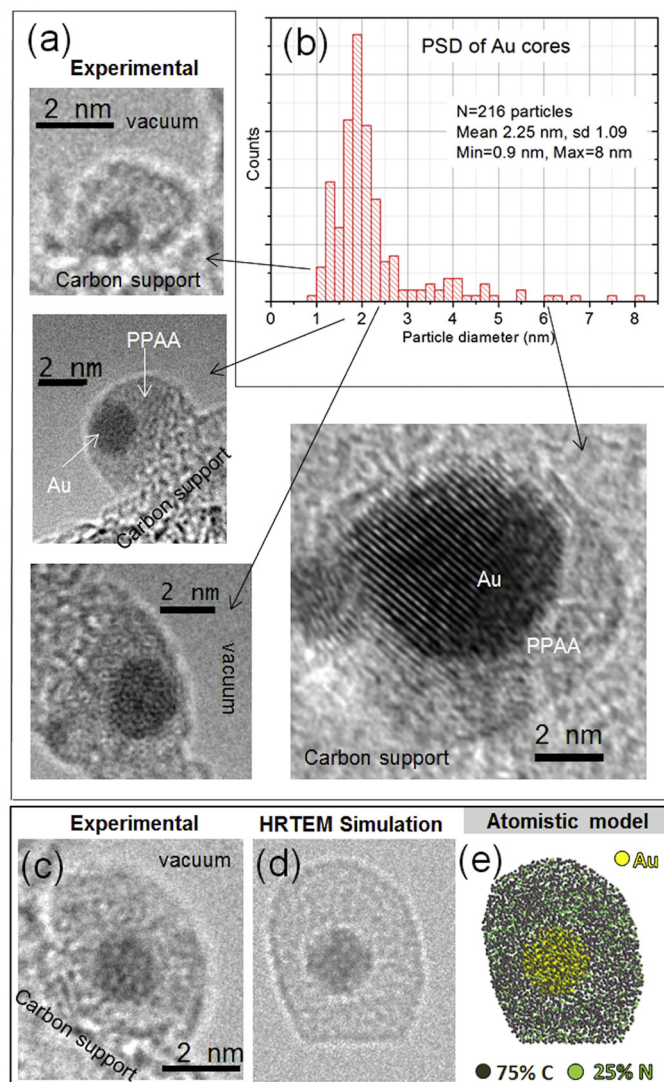 (a)
Experimental
2 nm
vacuum
Carbon support
PPAA
2 nm
Au
Carbon support
2 nm
vacuum
(b)
PSD of Au cores
N=216 particles
Mean 2.25 nm, sd 1.09
Min=0.9 nm, Max=8 nm
Counts
0 1 2 3 4 5 6 7 8
Particle diameter (nm)
Au
PPAA
2 nm
Carbon support
Experimental
(c)
vacuum
Carbon support
2 nm
HRTEM Simulation
(d)
Atomistic model
(e)
Au
75% C 25% N